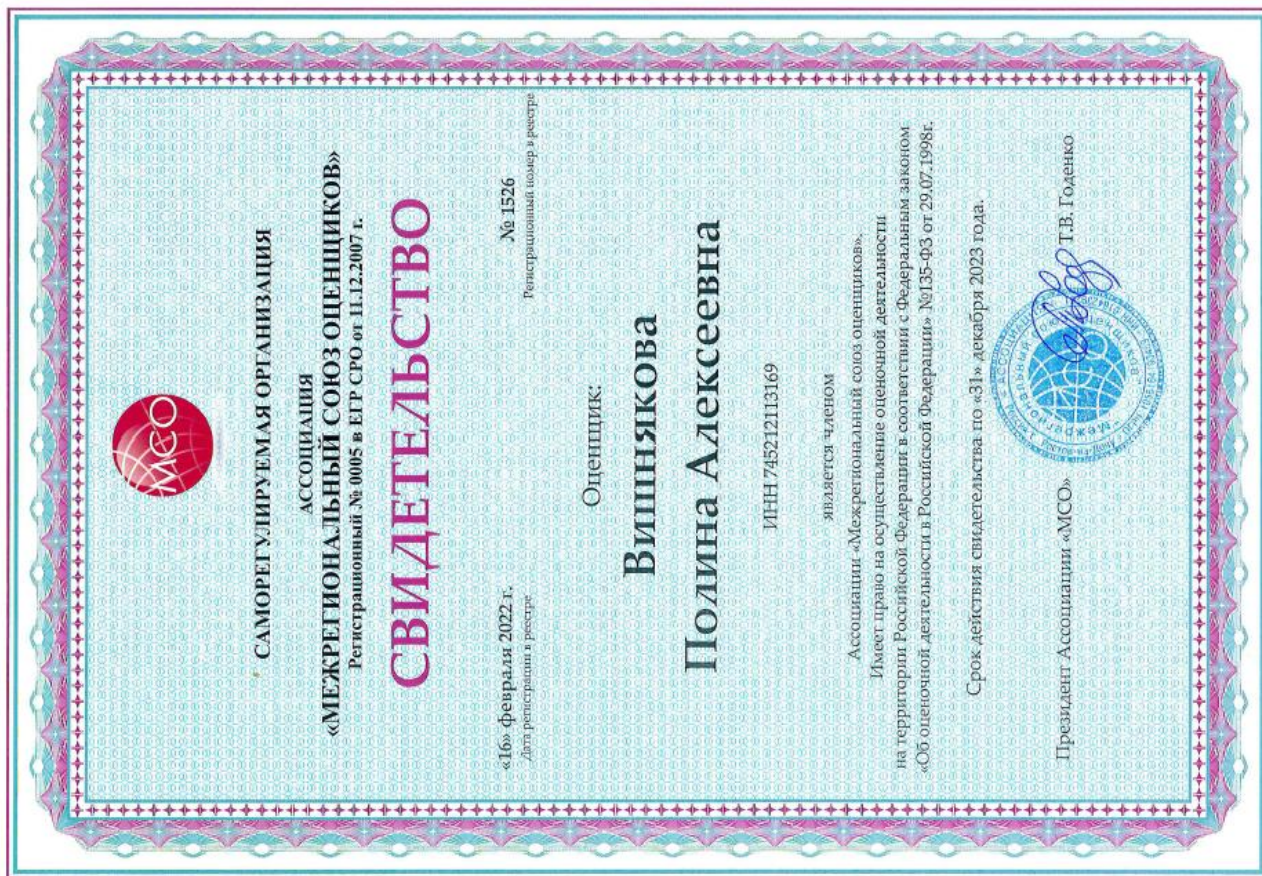 МСО
САМОРЕГУЛИРУЕМАЯ ОРГАНИЗАЦИЯ
АССОЦИАЦИЯ
«МЕЖРЕГИОНАЛЬНЫЙ СОЮЗ ОЦЕНЩИКОВ»
Регистрационный № 0005 в ЕГР СРО от 11.12.2007 г.
СВИДЕТЕЛЬСТВО
«16» февраля 2022 г. № 1526
Дата регистрации в реестре Регистрационный номер в реестре
Оценщик:
Вишнякова
Полина Алексеевна
ИНН 745212113169
является членом
Ассоциации «Межрегиональный союз оценщиков».
Имеет право на осуществление оценочной деятельности
на территории Российской Федерации в соответствии с Федеральным законом
«Об оценочной деятельности в Российской Федерации» №135-ФЗ от 29.07.1998г.
Срок действия свидетельства по «31» декабря 2023 года.
Президент Ассоциации «МСО» Т.В. Годенко